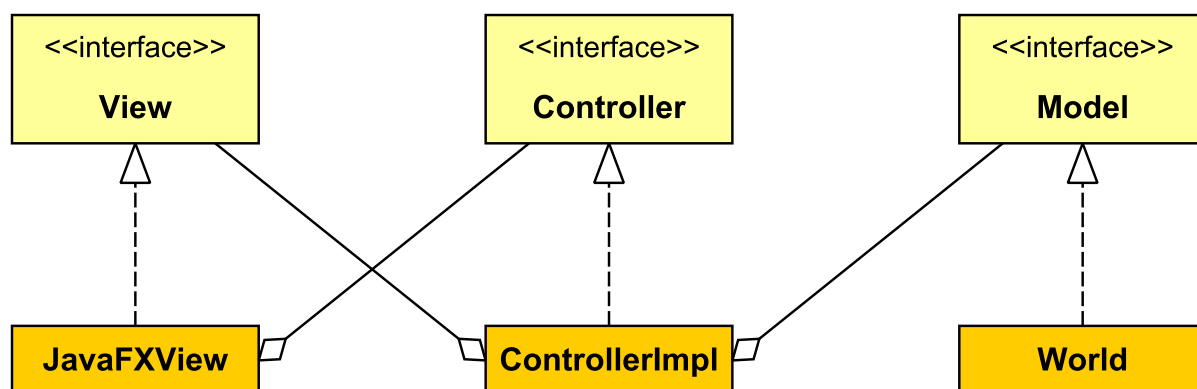 <<interface>>
View
<<interface>>
Controller
<<interface>>
Model
JavaFXView
ControllerImpl
World